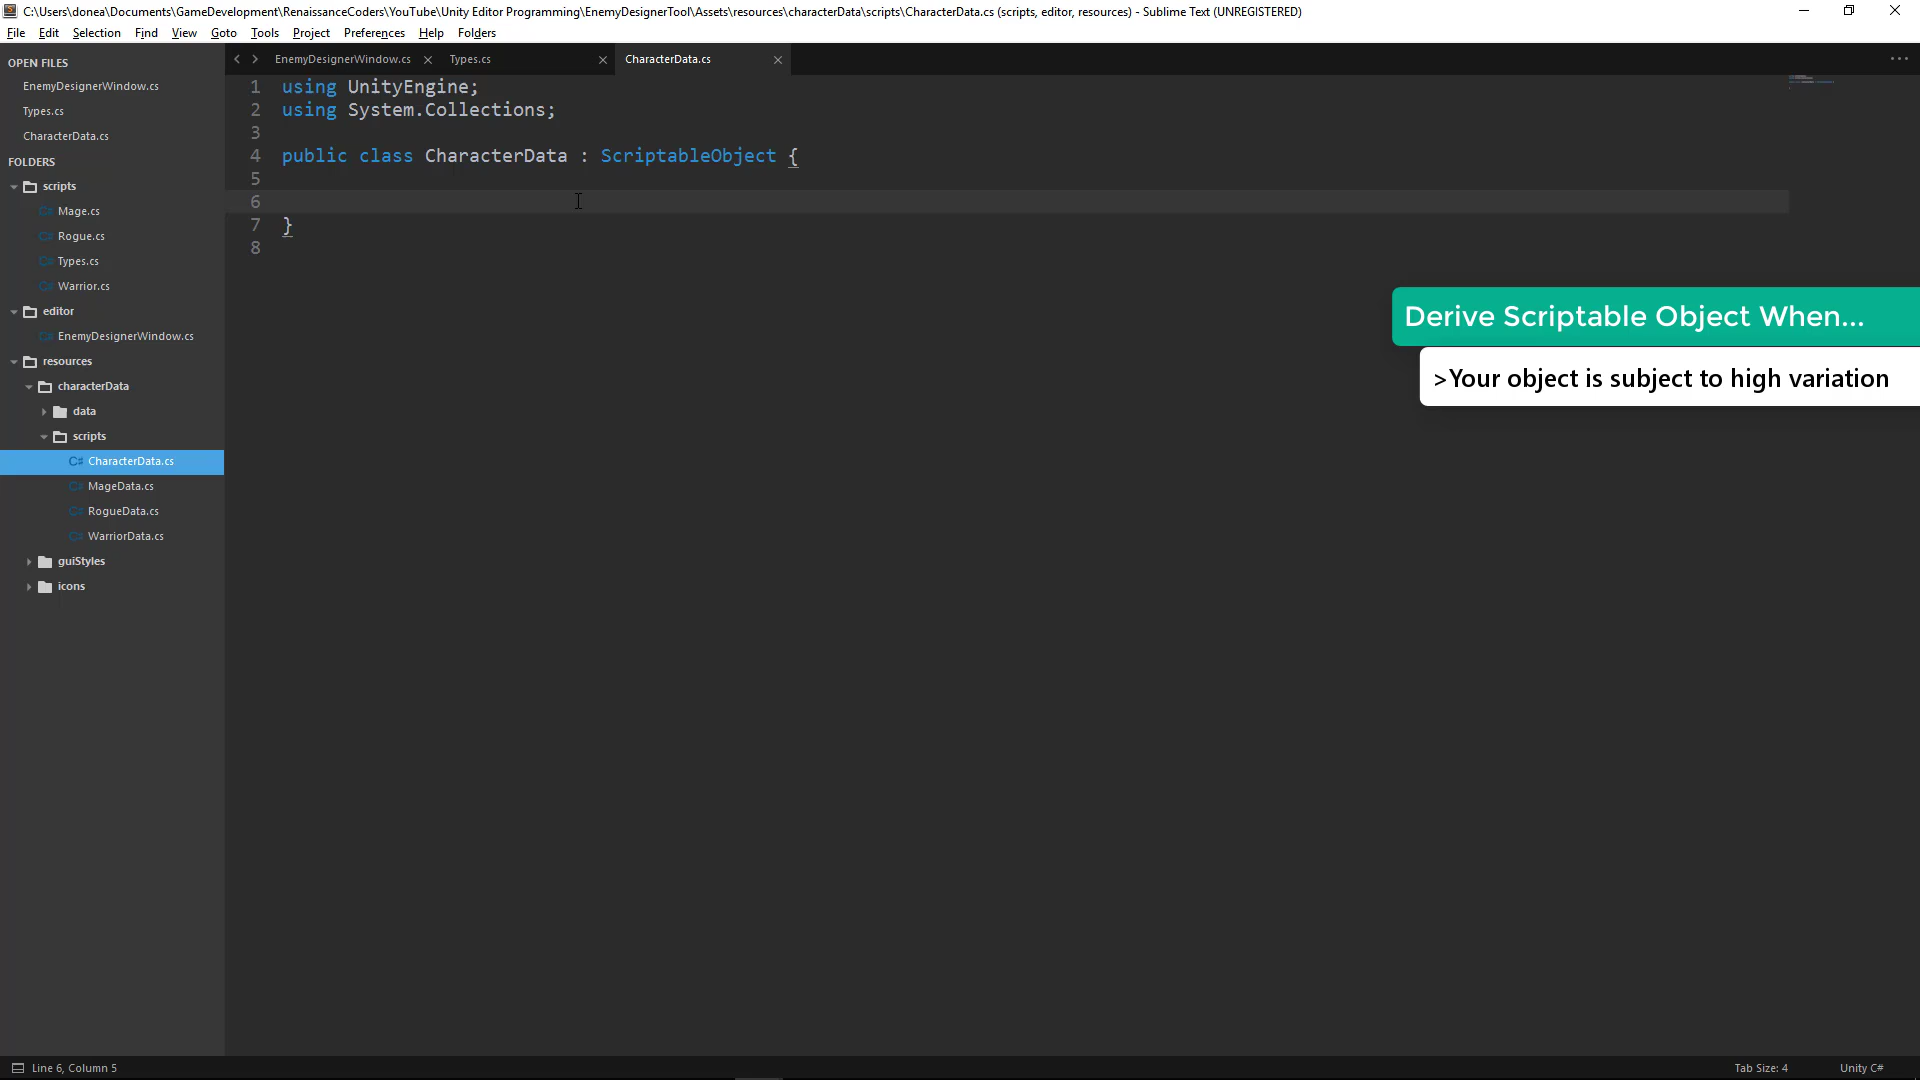 C:\Users\donea\Documents\GameDevelopment\RenaissanceCoders\YouTube\Unity Editor Programming\EnemyDesignerTool\Assets\resources\characterData\scripts\CharacterData.cs (scripts, editor, resources) - Sublime Text (UNREGISTERED)
File Edit Selection Find View Goto Tools Project Preferences Help Folders
OPEN FILES
EnemyDesignerWindow.cs
Types.cs
CharacterData.cs
FOLDERS
scripts
C# Mage.cs
C# Rogue.cs
C# Types.cs
C# Warrior.cs
editor
C# EnemyDesignerWindow.cs
resources
characterData
data
scripts
C# CharacterData.cs
C# MageData.cs
C# RogueData.cs
C# WarriorData.cs
guiStyles
icons
EnemyDesignerWindow.cs Types.cs CharacterData.cs
1 using UnityEngine;
2 using System.Collections;
3
4 public class CharacterData : ScriptableObject {
5
6
7 }
8
Derive Scriptable Object When...
>Your object is subject to high variation
Line 6, Column 5
Tab Size: 4
Unity C#